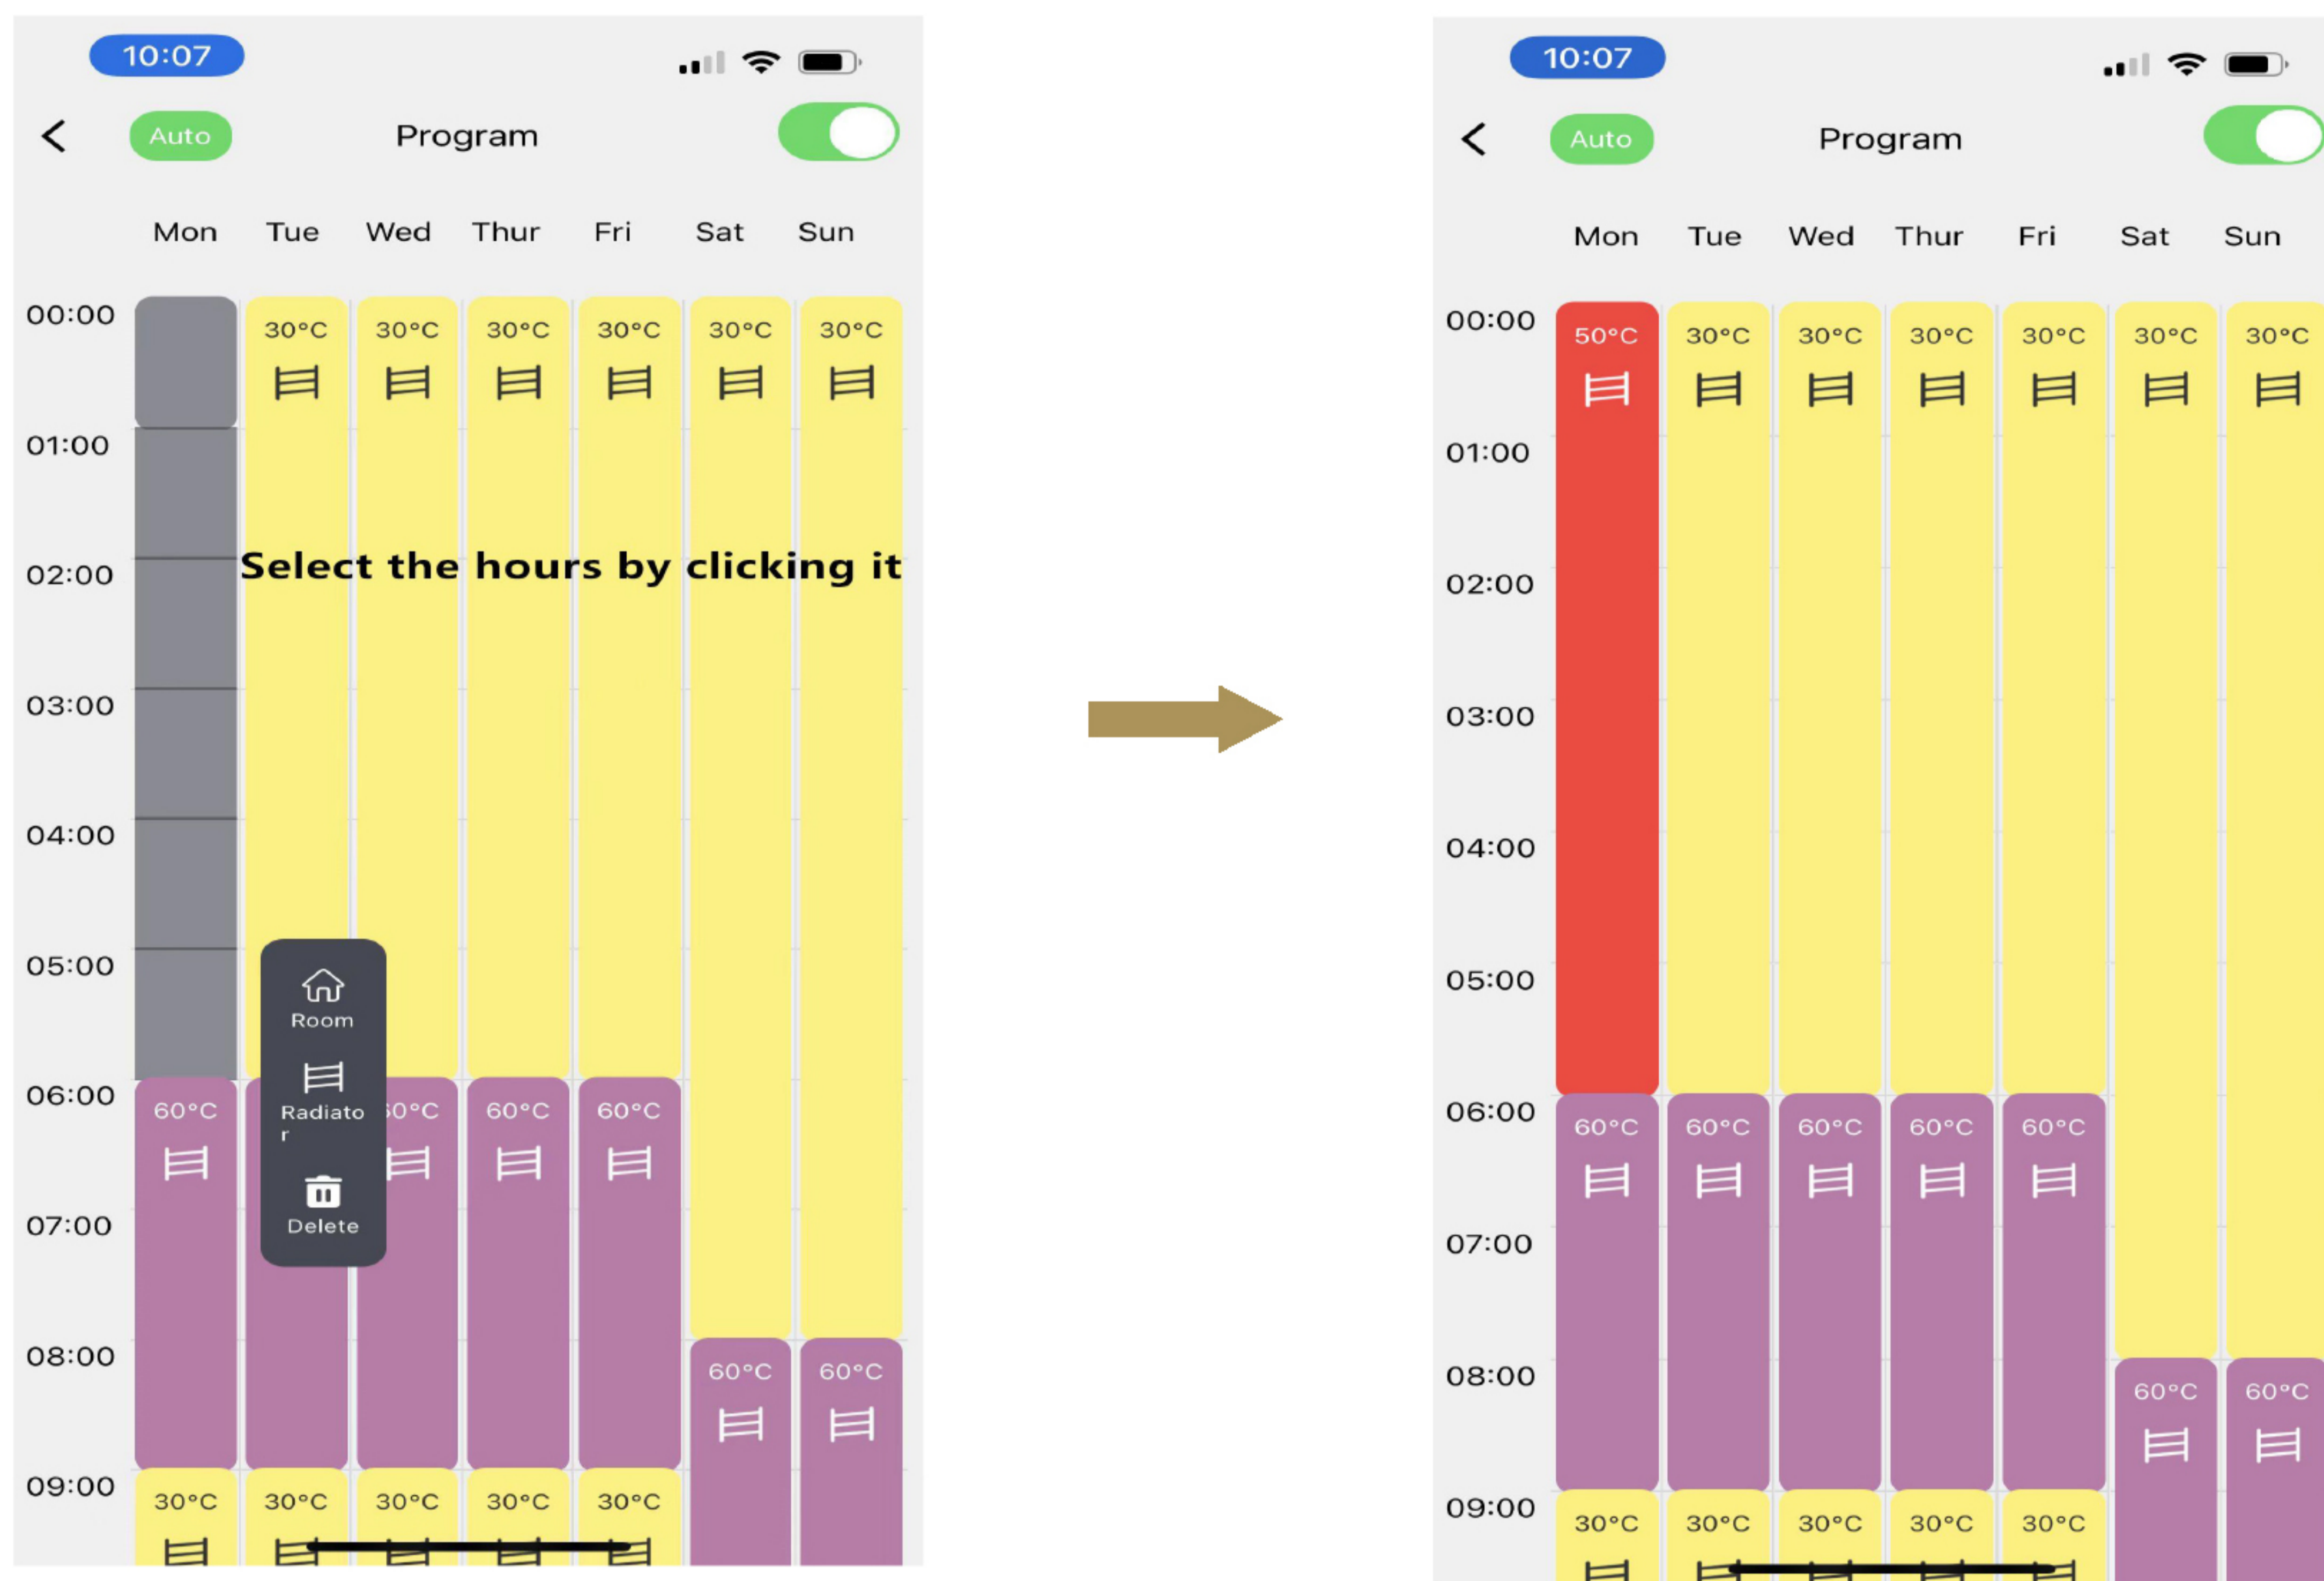 10:07
Auto Program
Mon Tue Wed Thur Fri Sat Sun
00:00 30°C 30°C 30°C 30°C 30°C 30°C
01:00
Select the hours by clicking it
02:00
03:00
04:00
05:00
Room
06:00 60°C 60°C 60°C 60°C
Radiato
r
07:00 Delete
08:00 60°C 60°C
09:00 30°C 30°C 30°C 30°C 30°C
10:07
Auto Program
Mon Tue Wed Thur Fri Sat Sun
00:00 50°C 30°C 30°C 30°C 30°C 30°C 30°C
01:00
02:00
03:00
04:00
05:00
06:00 60°C 60°C 60°C 60°C 60°C
07:00
08:00 60°C 60°C
09:00 30°C 30°C 30°C 30°C 30°C